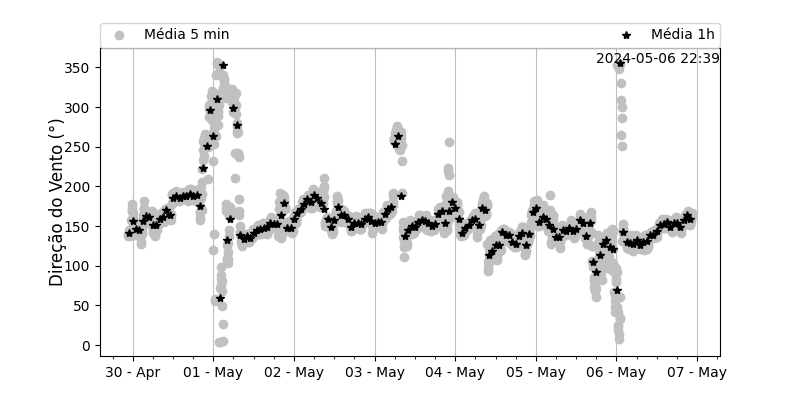 Média 5 min
Média 1h
2024-05-06 22:39
Direção do Vento (°)
350
300
250
200
150
100
50
0
30 - Apr
01 - May
02 - May
03 - May
04 - May
05 - May
06 - May
07 - May